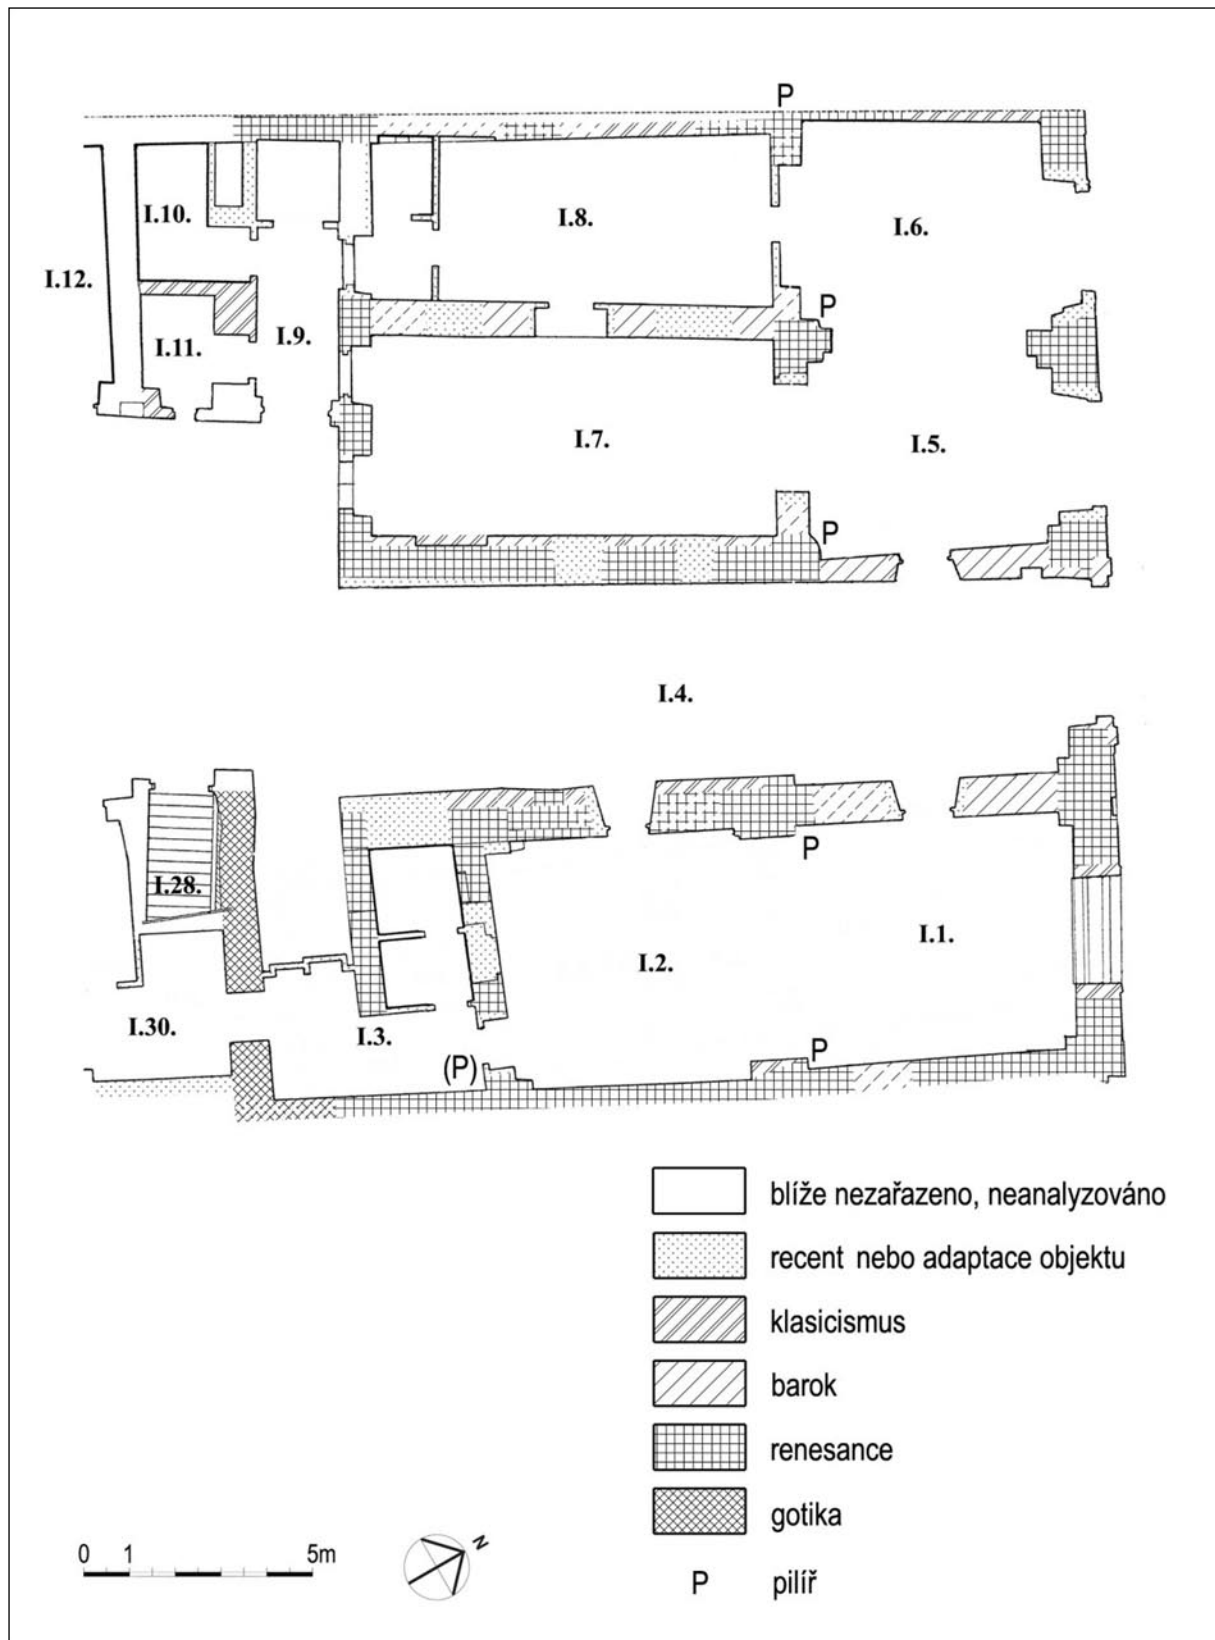 P
I.10.
I.8.
I.6.
I.12.
P
I.9.
I.11.
I.7.
I.5.
P
I.4.
P
I.28.
I.1.
I.2.
I.30.
I.3.
P
(P)
blíže nezařazeno, neanalyzováno
recent nebo adaptace objektu
klasicismus
barok
renesance
gotika
0 1 5m
N
P pilíř